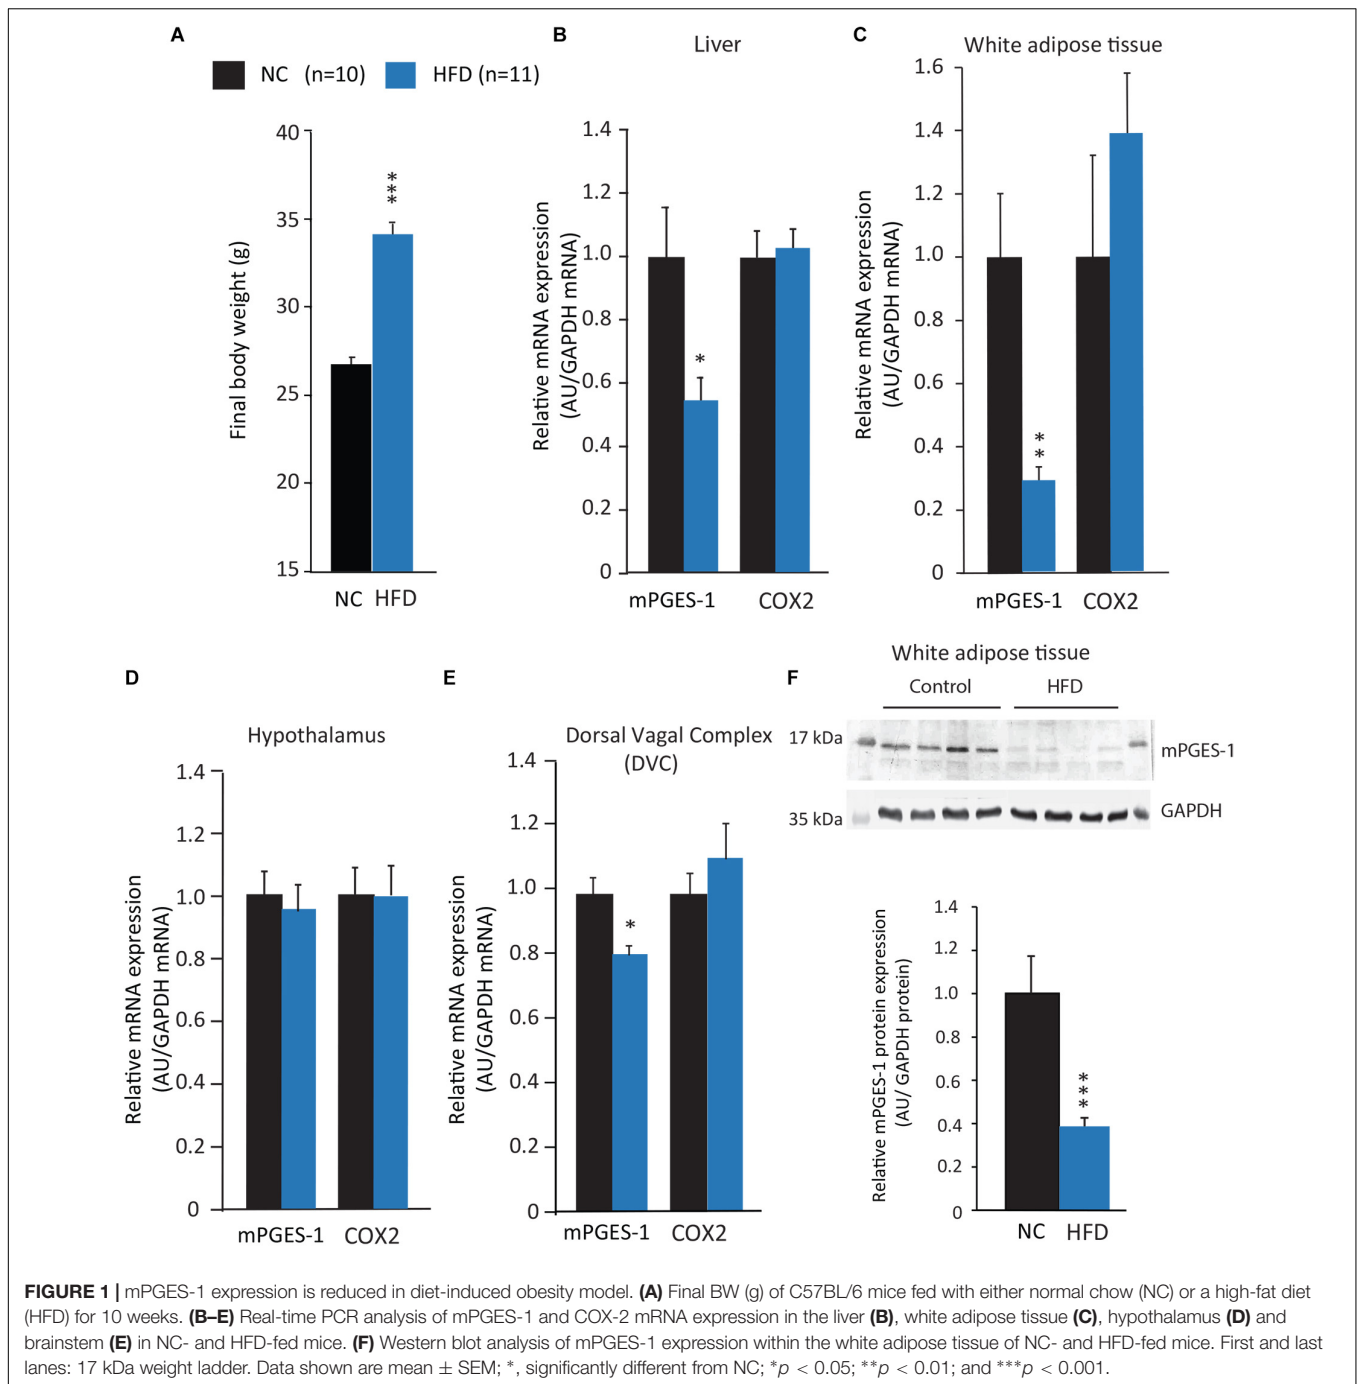 A
NC (n=10) HFD (n=11)
Final body weight (g)
40
35
30
25
20
15
***
NC HFD
B
Liver
Relative mRNA expression
(AU/GAPDH mRNA)
1.4
1.2
1.0
0.8
0.6
0.4
0.2
0
*
mPGES-1 COX2
C
White adipose tissue
Relative mRNA expression
(AU/GAPDH mRNA)
1.6
1.4
1.2
1.0
0.8
0.6
0.4
0.2
0
**
mPGES-1 COX2
D
Hypothalamus
Relative mRNA expression
(AU/GAPDH mRNA)
1.4
1.2
1.0
0.8
0.6
0.4
0.2
0
mPGES-1 COX2
E
Dorsal Vagal Complex
(DVC)
Relative mRNA expression
(AU/GAPDH mRNA)
1.4
1.2
1.0
0.8
0.6
0.4
0.2
0
*
mPGES-1 COX2
F
White adipose tissue
Control HFD
17 kDa
mPGES-1
35 kDa
GAPDH
Relative mPGES-1 protein expression
(AU/ GAPDH protein)
1.4
1.2
1.0
0.8
0.6
0.4
0.2
0
***
NC HFD
FIGURE 1 | mPGES-1 expression is reduced in diet-induced obesity model. (A) Final BW (g) of C57BL/6 mice fed with either normal chow (NC) or a high-fat diet
(HFD) for 10 weeks. (B–E) Real-time PCR analysis of mPGES-1 and COX-2 mRNA expression in the liver (B), white adipose tissue (C), hypothalamus (D) and
brainstem (E) in NC- and HFD-fed mice. (F) Western blot analysis of mPGES-1 expression within the white adipose tissue of NC- and HFD-fed mice. First and last
lanes: 17 kDa weight ladder. Data shown are mean ± SEM; *, significantly different from NC; *p < 0.05; **p < 0.01; and ***p < 0.001.